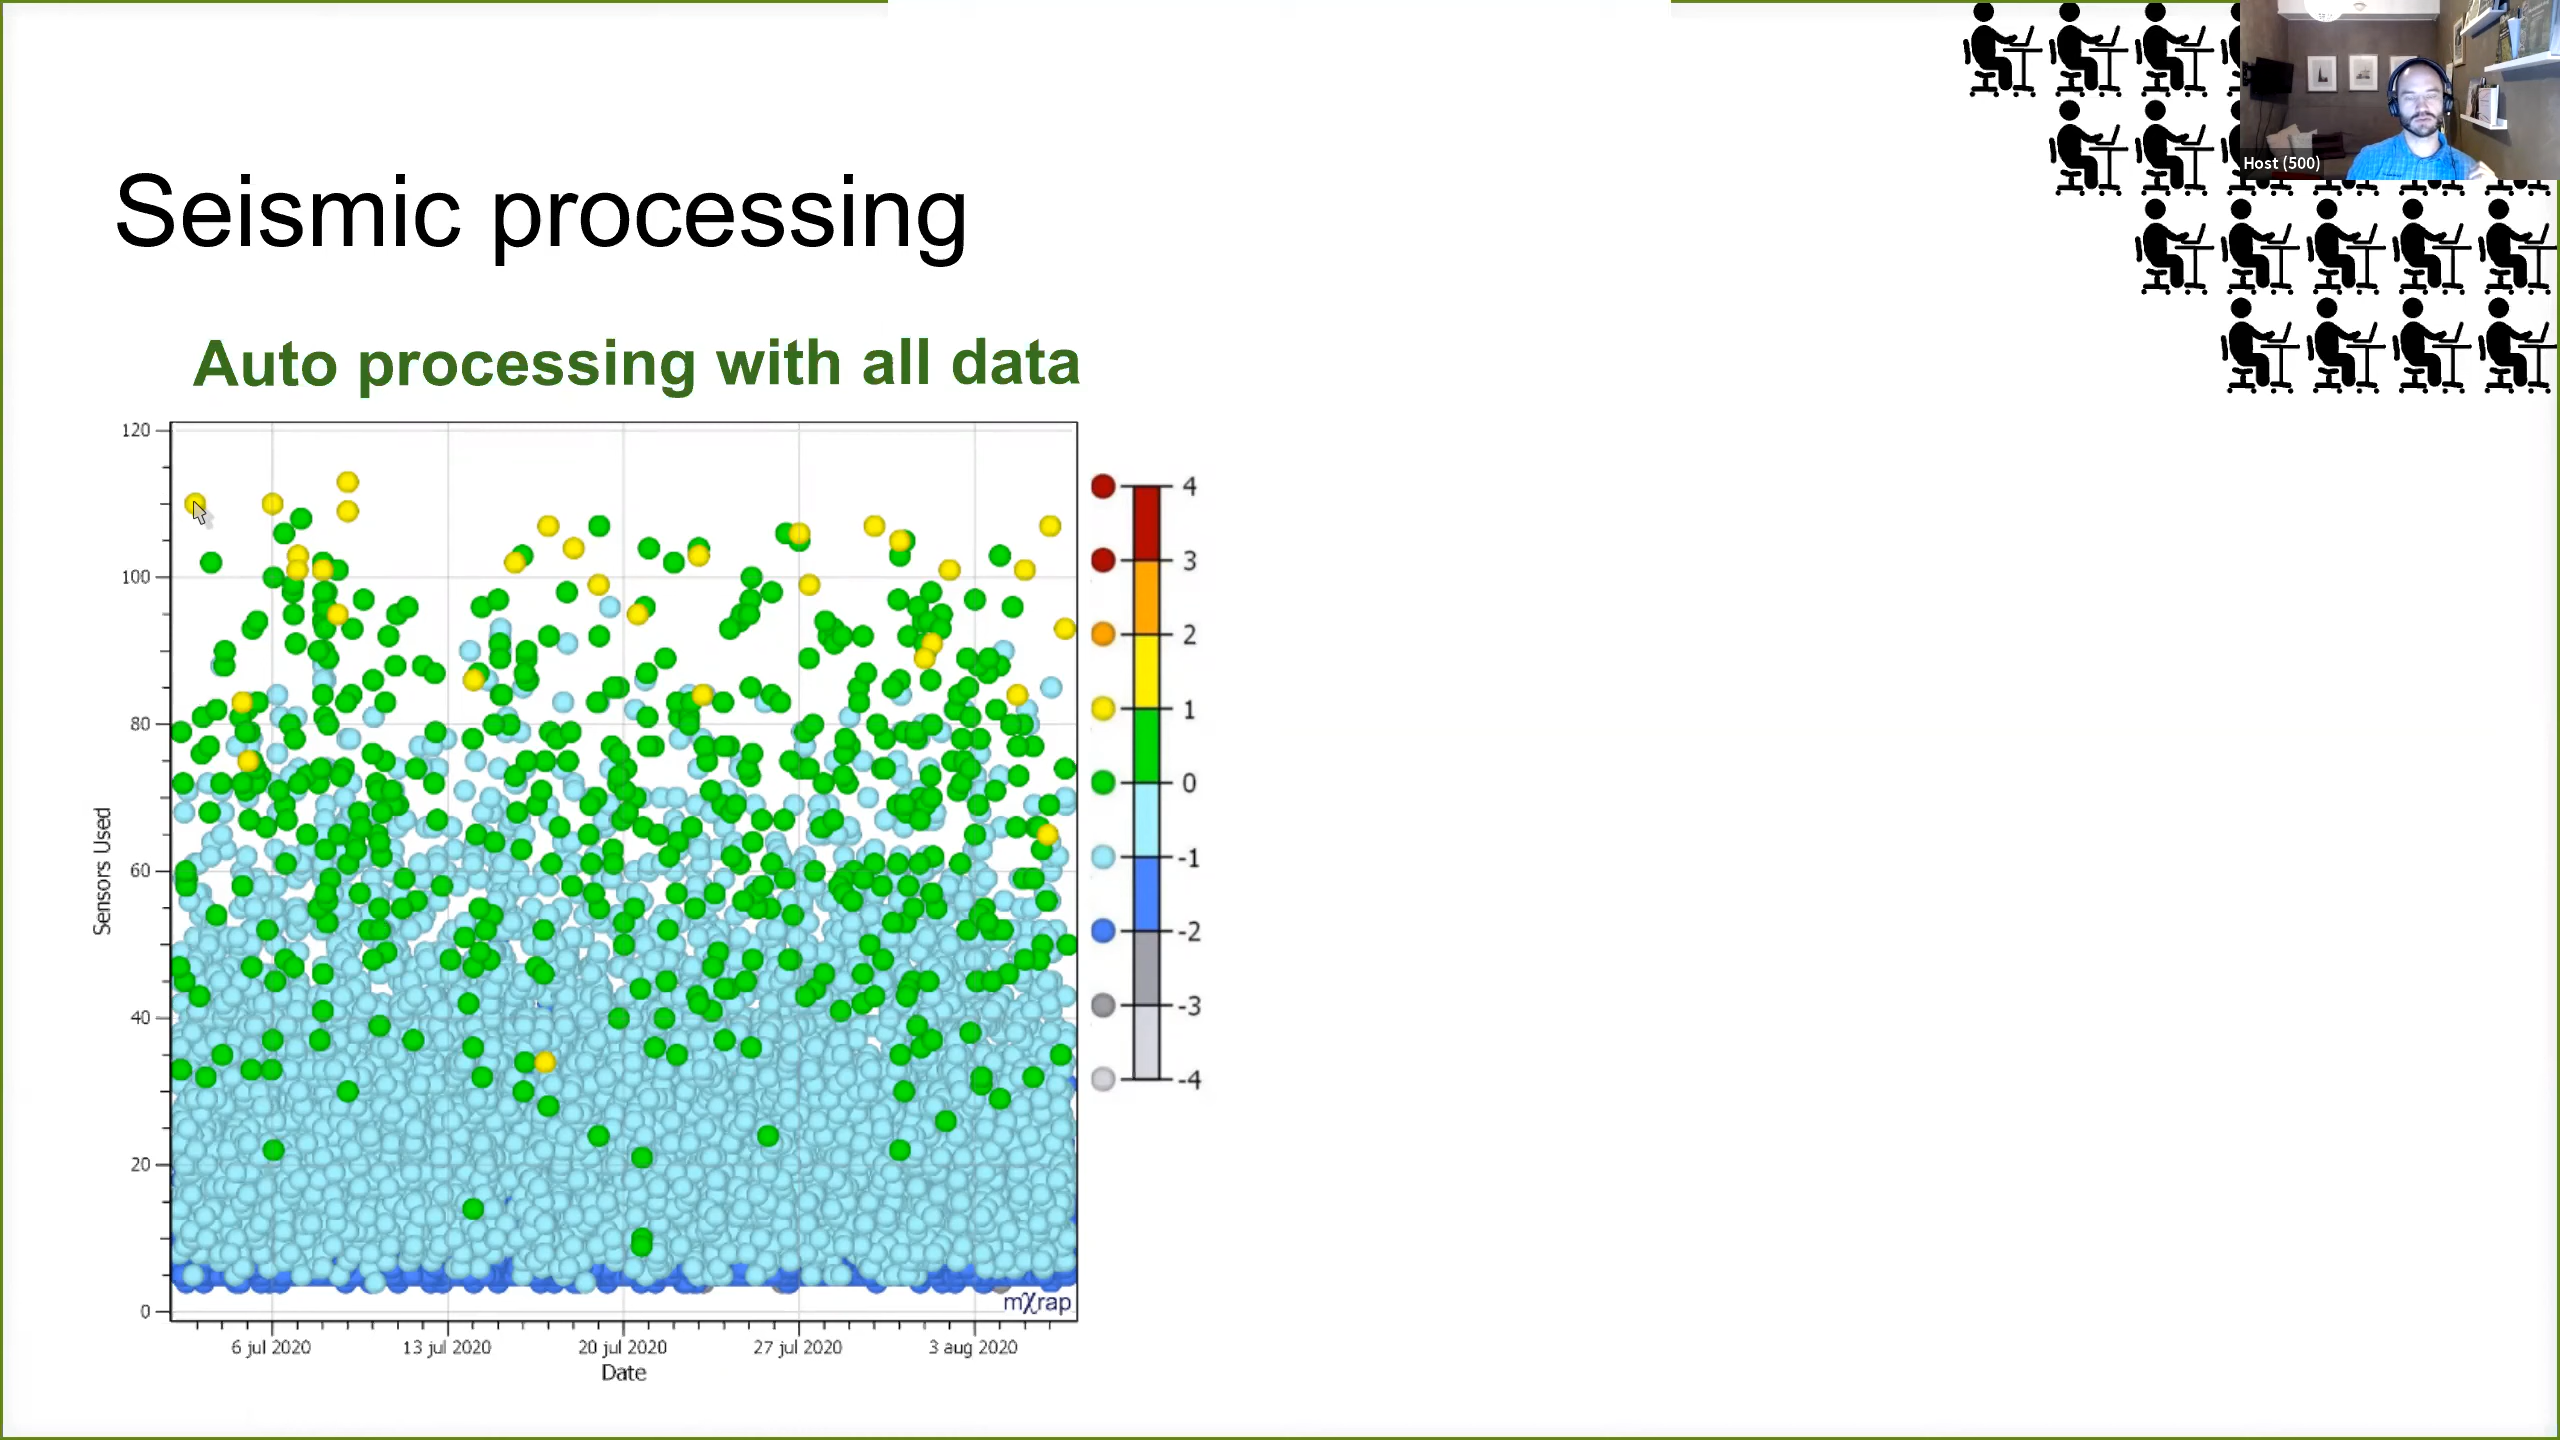 Host (500)
Seismic processing
Auto processing with all data
120
100
80
60
40
20
0
Sensors Used
6 jul 2020
13 jul 2020
20 jul 2020
27 jul 2020
3 aug 2020
Date
mχrap
4
3
2
1
0
-1
-2
-3
-4